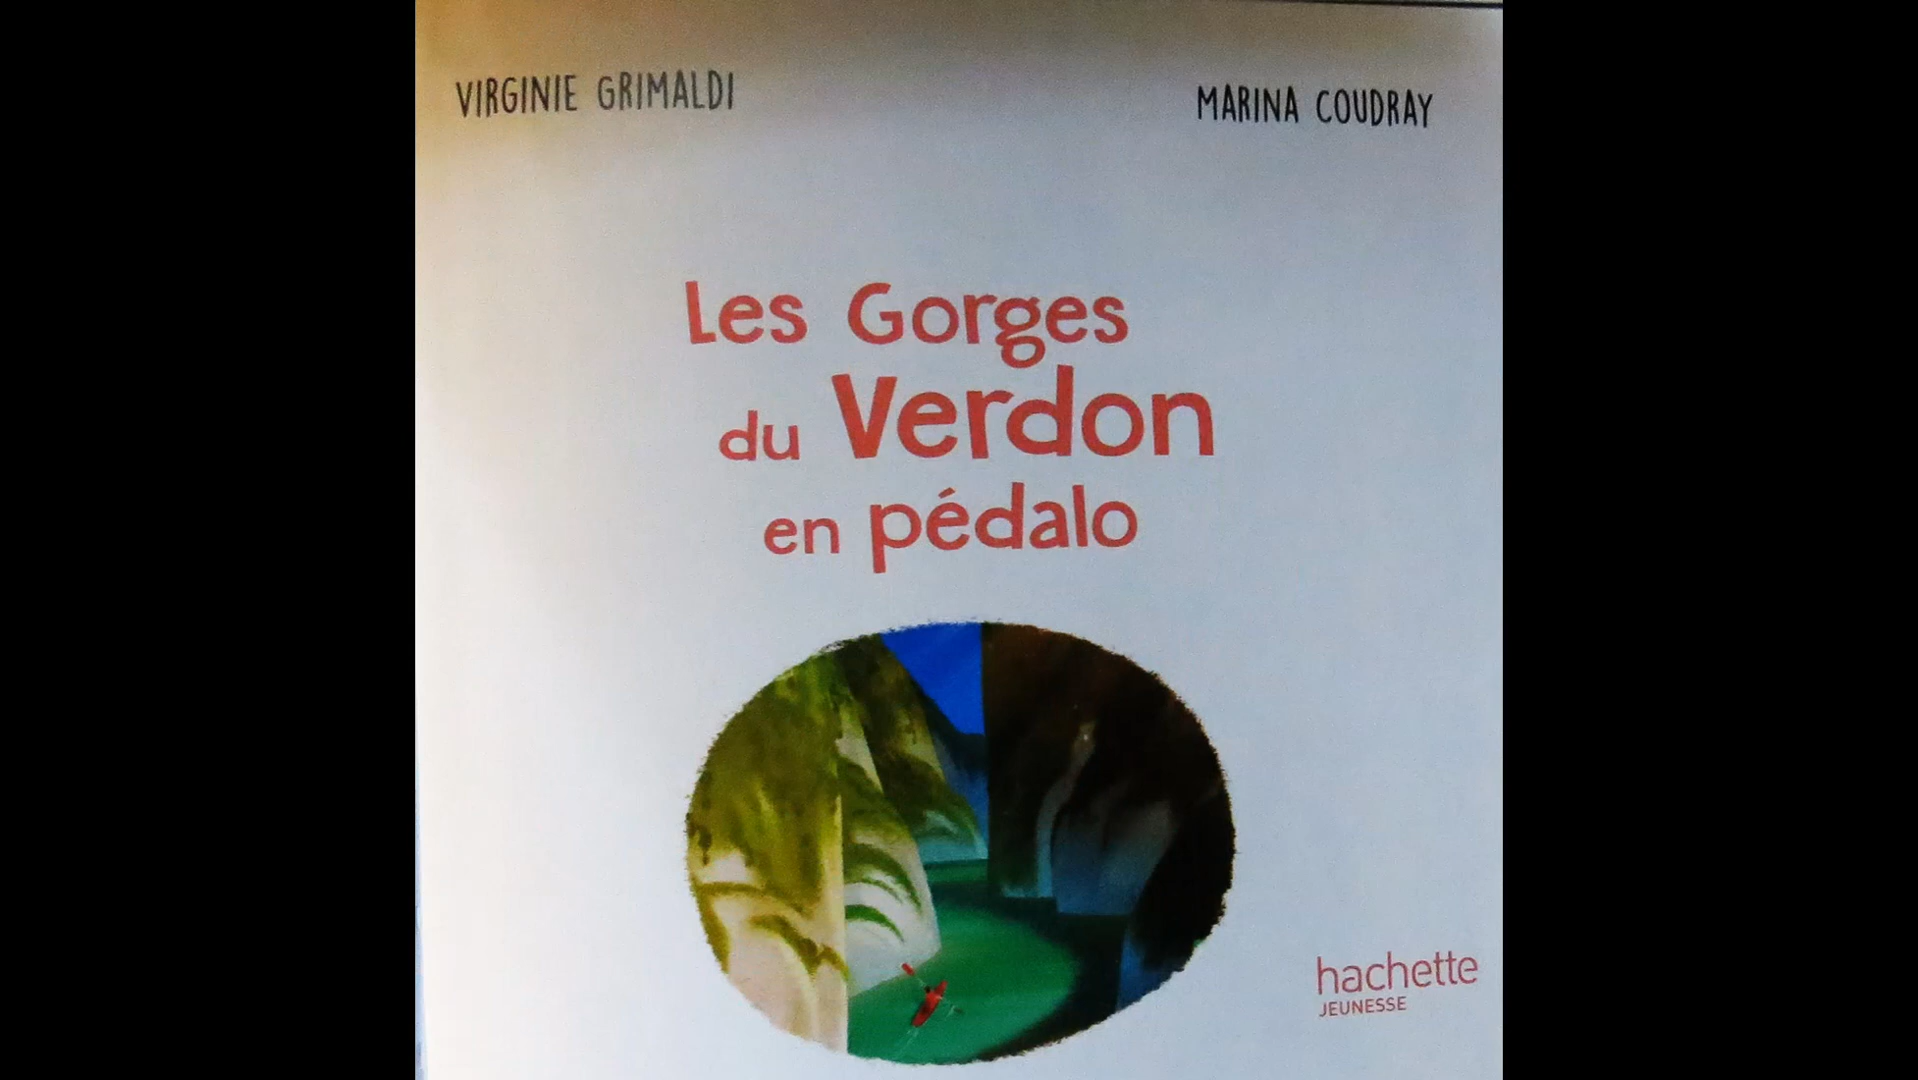 VIRGINIE GRIMALDI
MARINA COUDRAY
Les Gorges
du Verdon
en pédalo
hachette
JEUNESSE